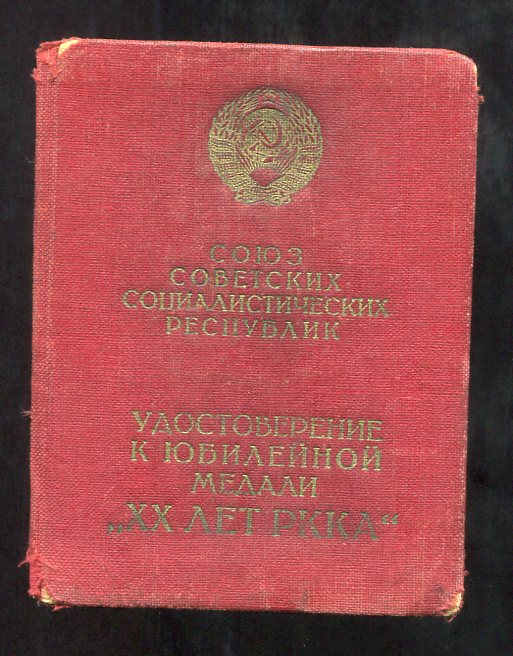 СОЮЗ
СОВЕТСКИХ
СОЦИАЛИСТИЧЕСКИХ
РЕСПУБЛИК
УДОСТОВЕРЕНИЕ
К ЮБИЛЕЙНОЙ
МЕДАЛИ
„XX ЛЕТ РККА“